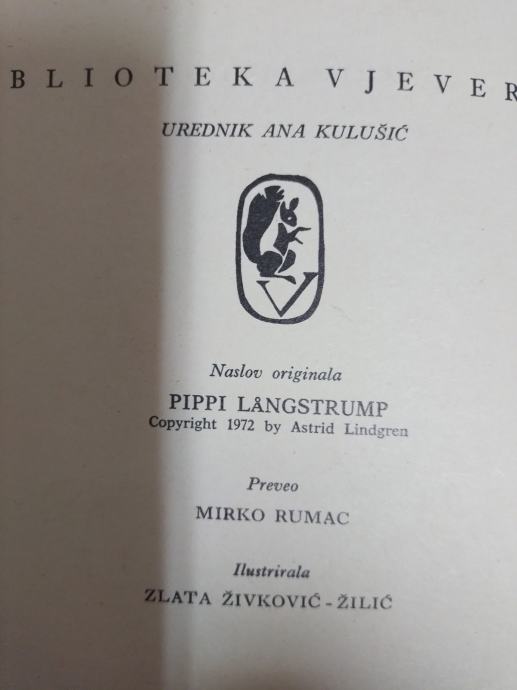 BLIOTEKA VJEVER
UREDNIK ANA KULUŠIĆ
V
Naslov originala
PIPPI LÅNGSTRUMP
Copyright 1972 by Astrid Lindgren
Preveo
MIRKO RUMAC
Ilustrirala
ZLATA ŽIVKOVIĆ-ŽILIĆ